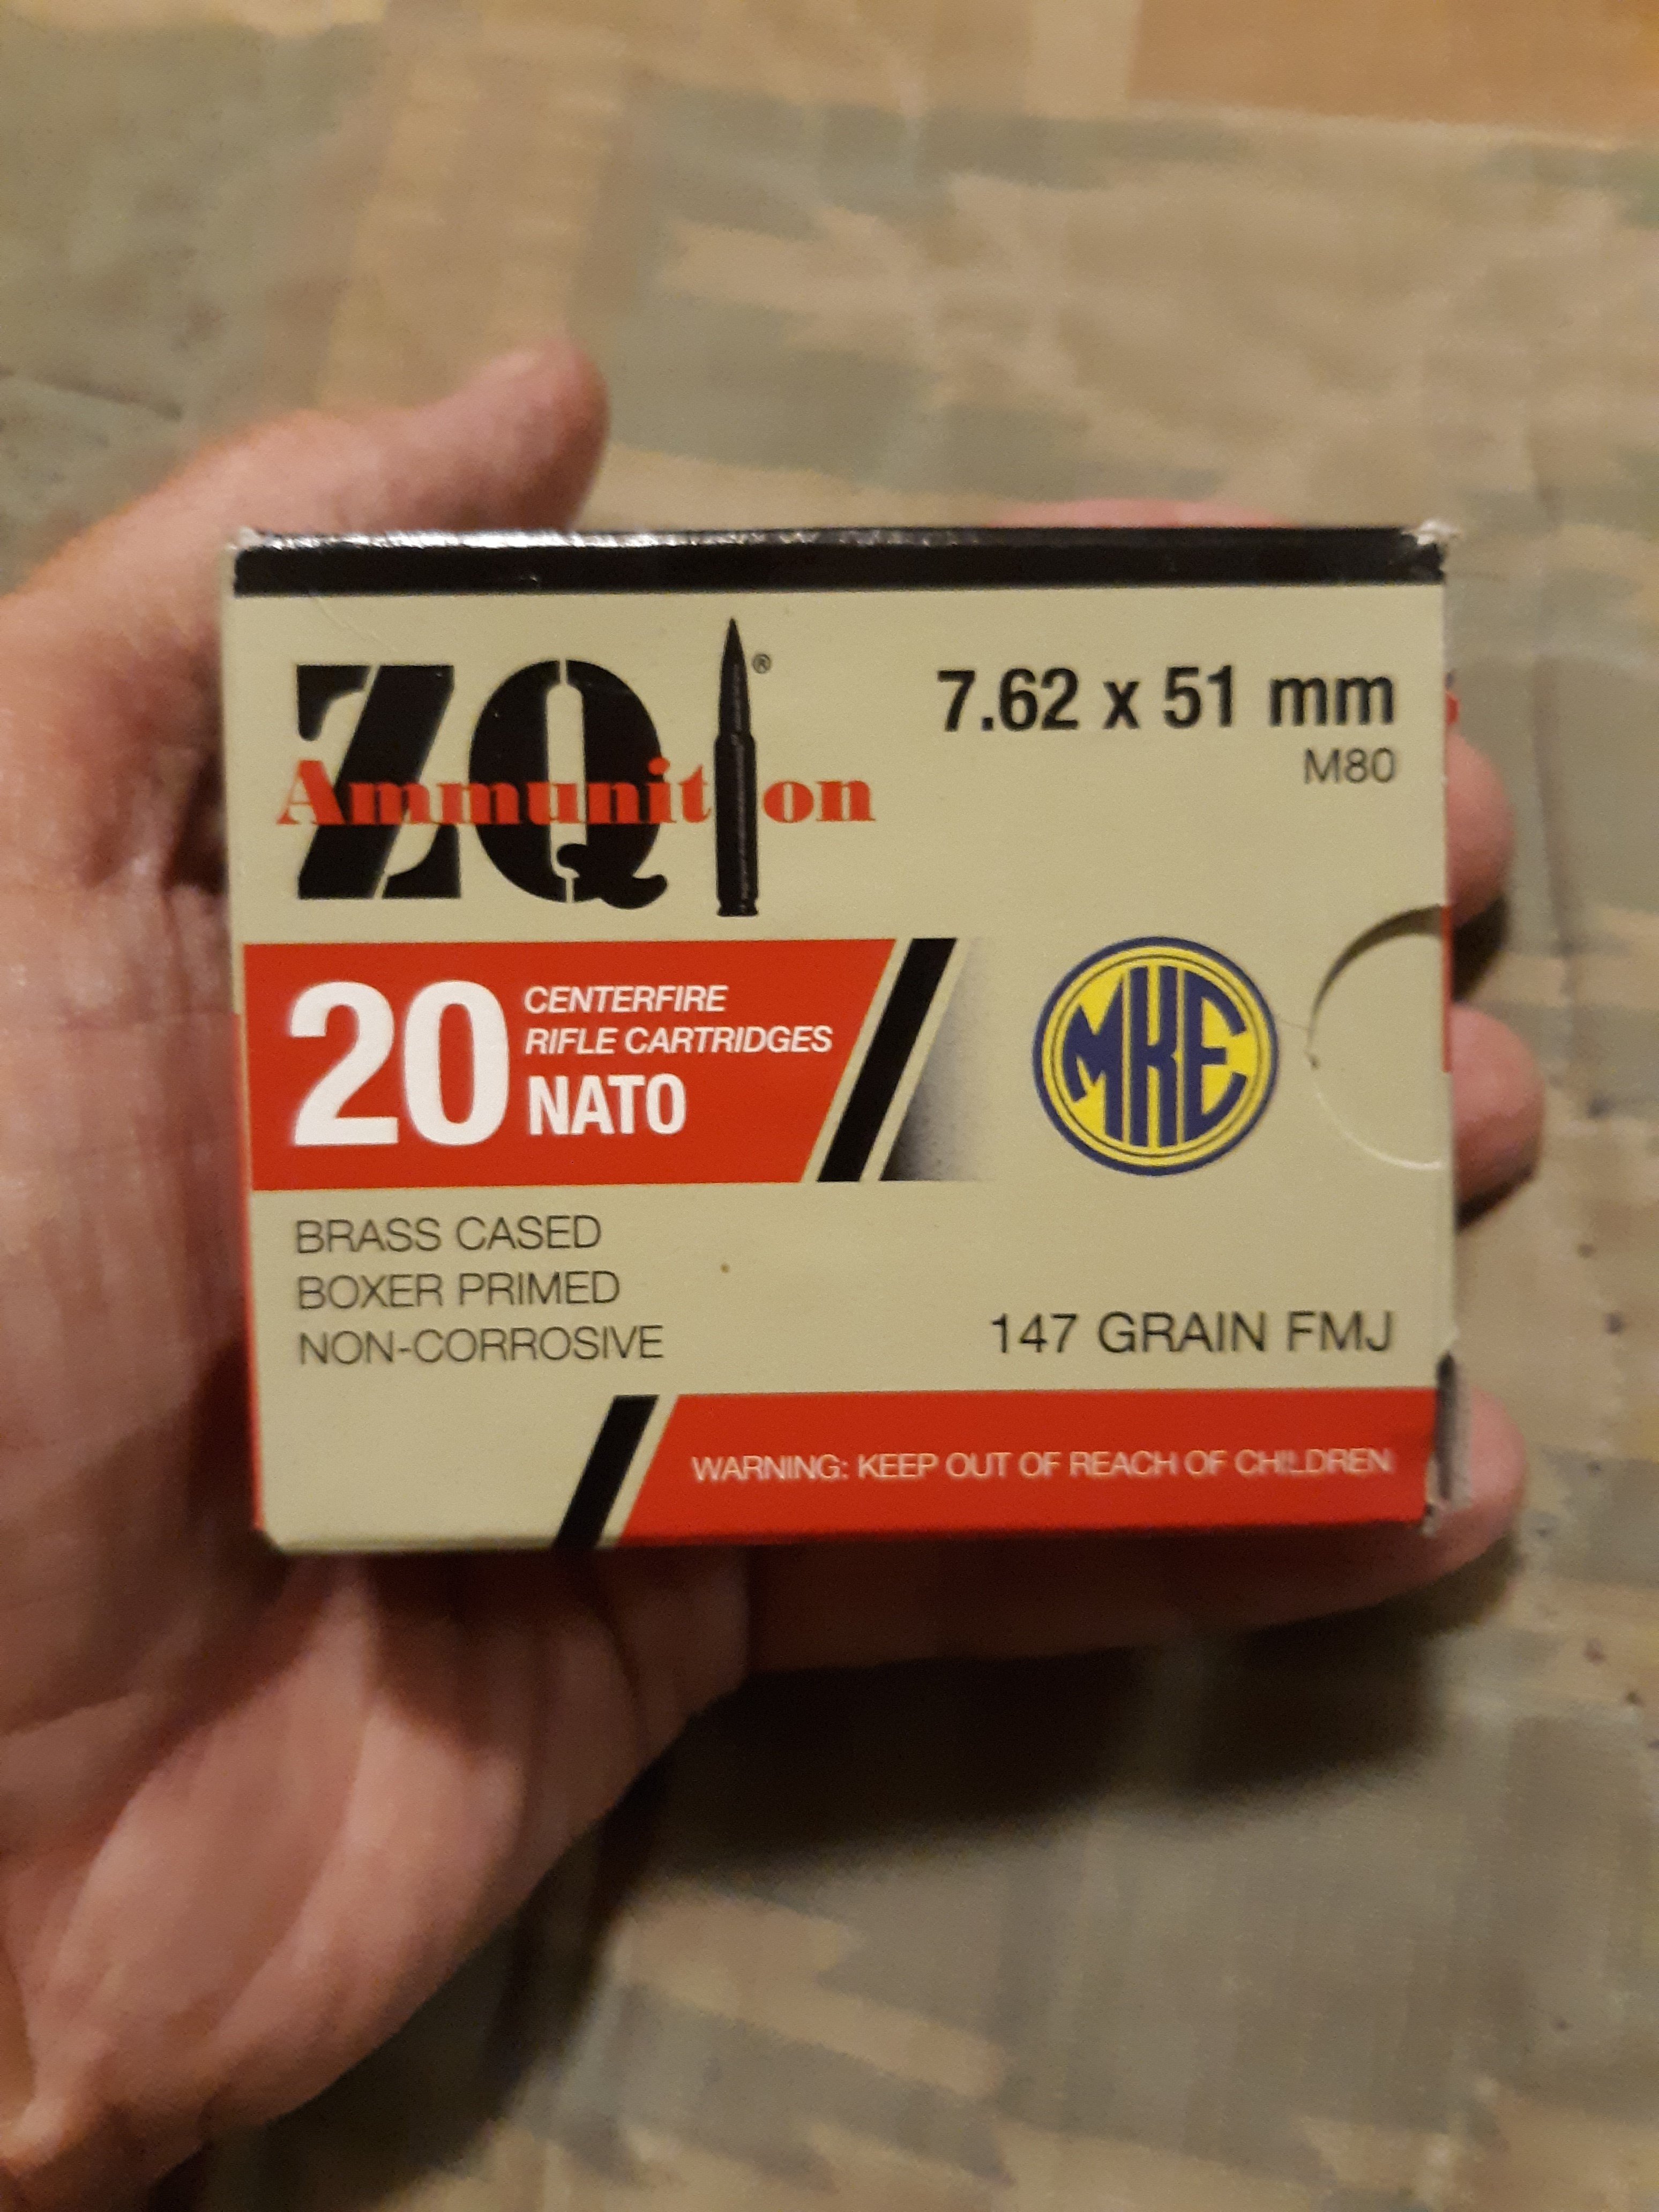 ZQI®
Ammunition
7.62 x 51 mm
M80
20
CENTERFIRE
RIFLE CARTRIDGES
NATO
MKE
BRASS CASED
BOXER PRIMED
NON-CORROSIVE
147 GRAIN FMJ
WARNING: KEEP OUT OF REACH OF CHILDREN